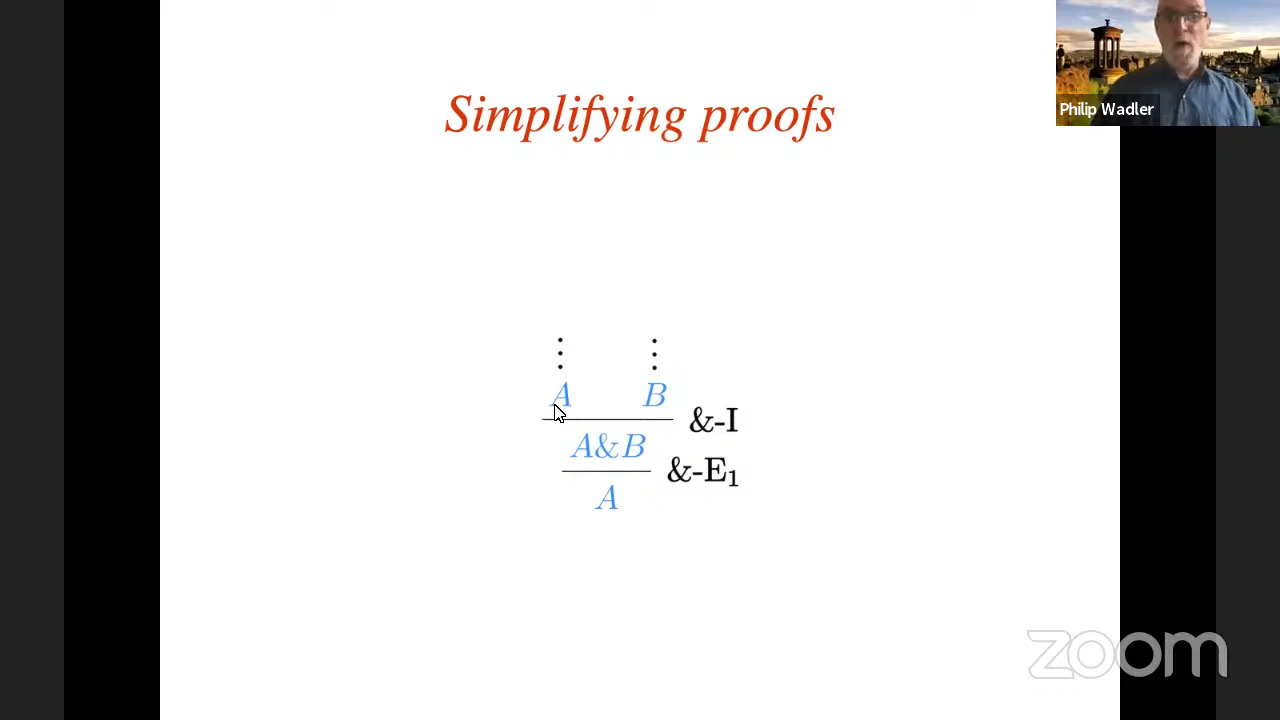 Philip Wadler
Simplifying proofs
⋮ ⋮
A B
&-I
A&B
&-E₁
A
zoom